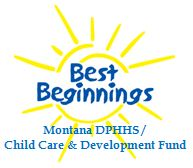 Best
Beginnings
Montana DPHHS/
Child Care & Development Fund